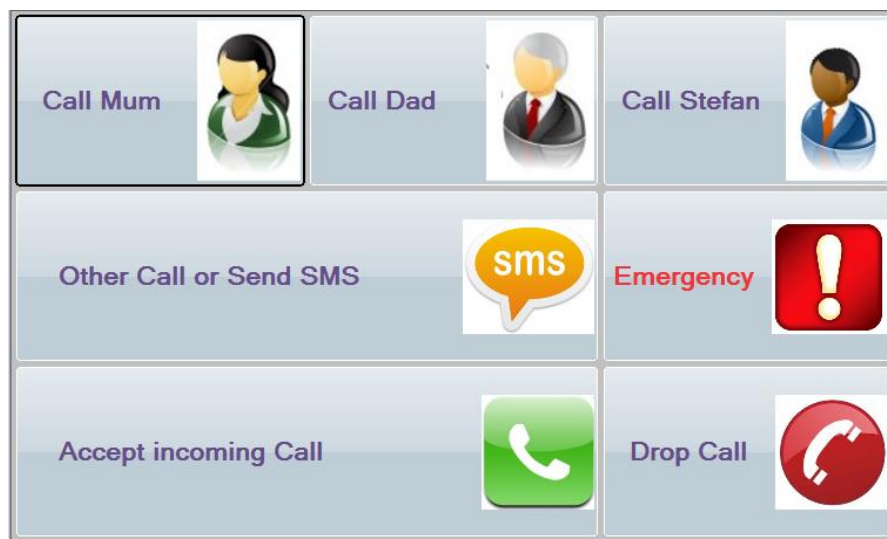 Call Mum
Call Dad
Call Stefan
Other Call or Send SMS
sms
Emergency
Accept incoming Call
Drop Call